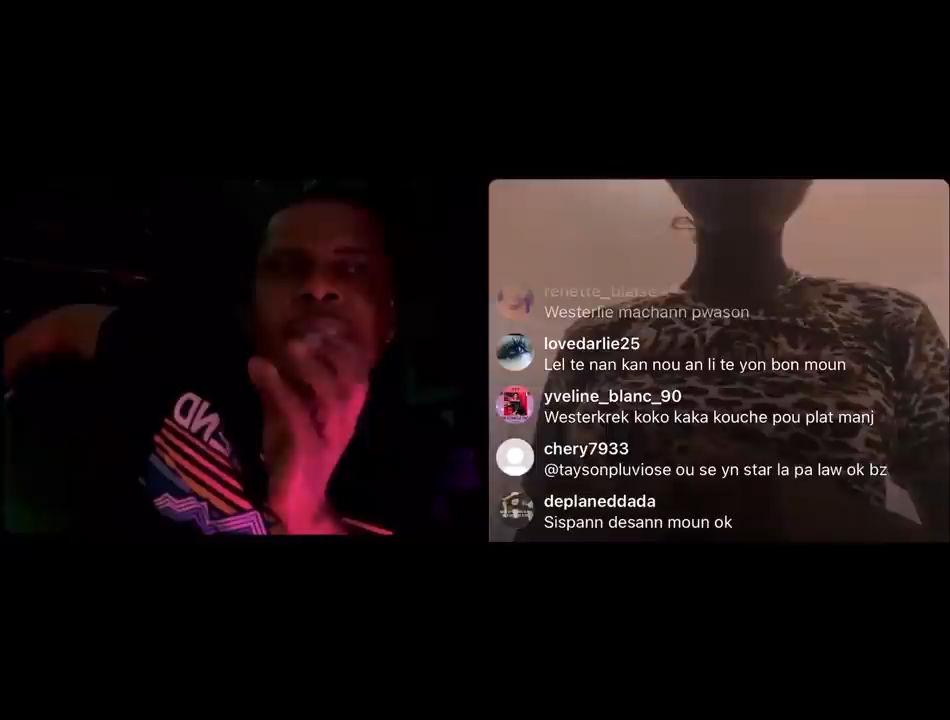 renette_blaise
Westerlie machann pwason
lovedarlie25
Lel te nan kan nou an li te yon bon moun
yveline_blanc_90
Westerkrek koko kaka kouche pou plat manj
chery7933
@taysonpluviose ou se yn star la pa law ok bz
deplaneddada
Sispann desann moun ok